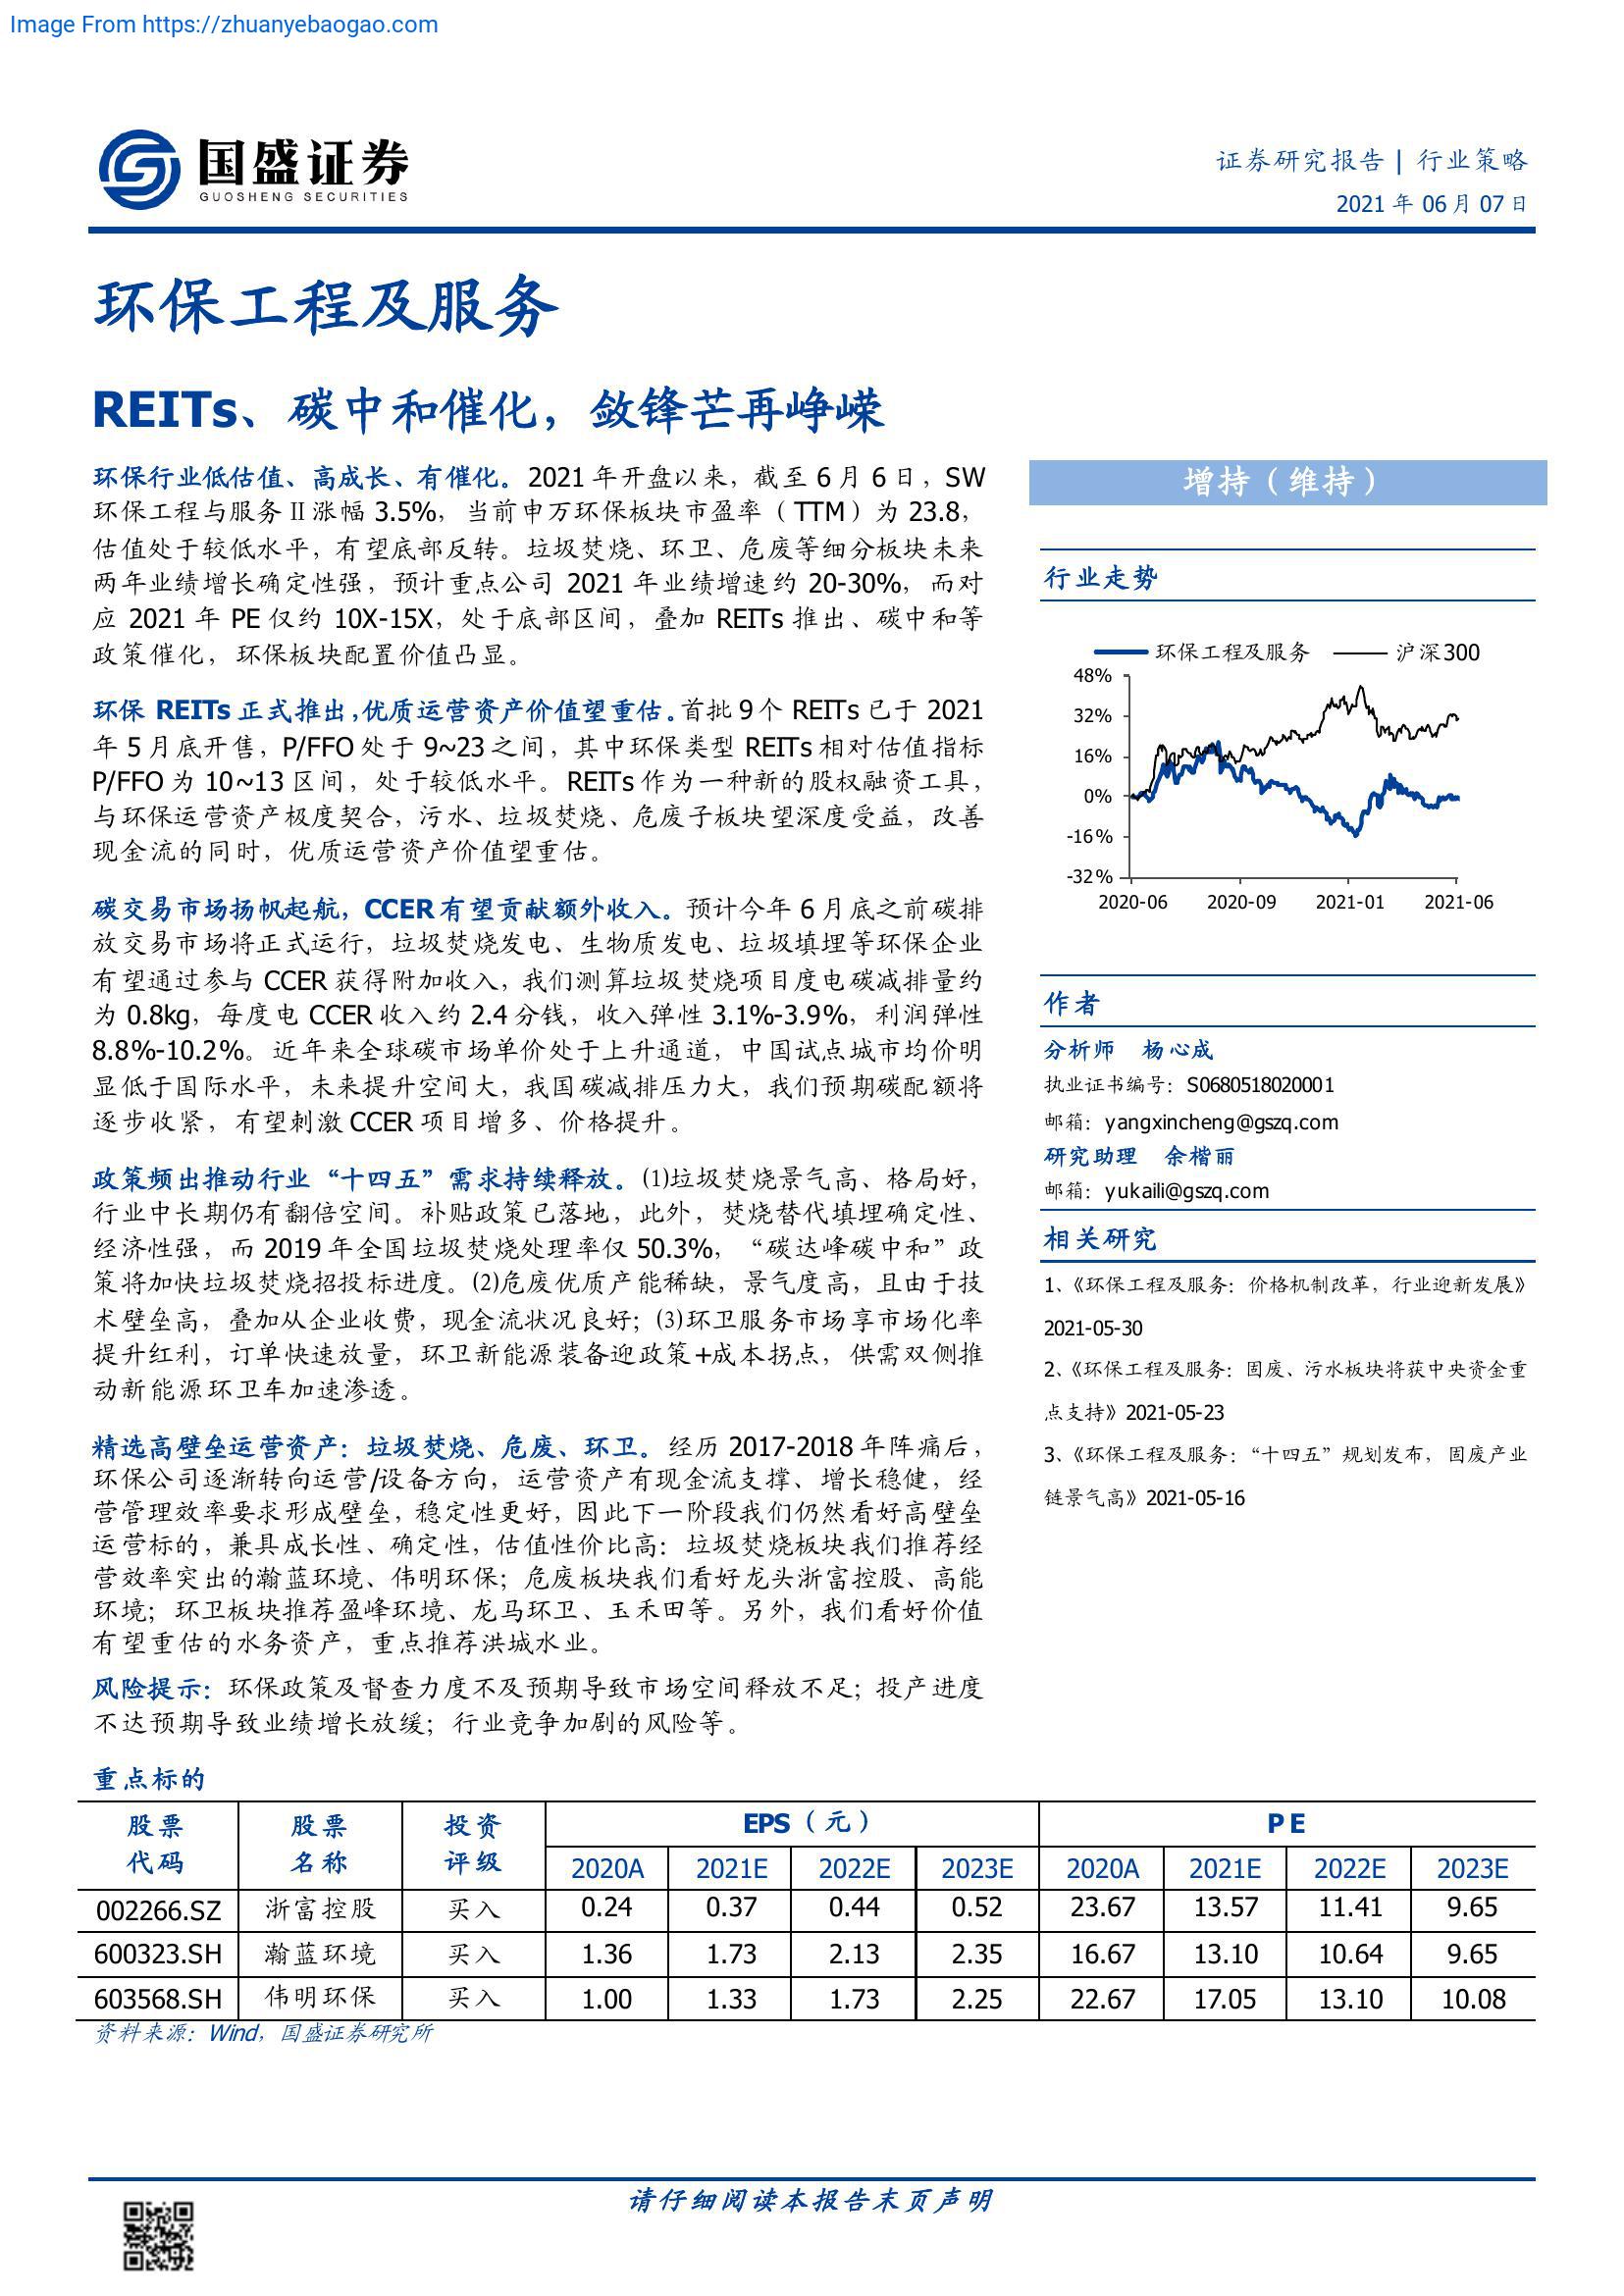 Image From https://zhuanyebaogao.com
国盛证券
GUOSHENG SECURITIES
证券研究报告 | 行业策略
2021 年 06 月 07 日
环保工程及服务
REITs、碳中和催化，敛锋芒再峥嵘
环保行业低估值、高成长、有催化。2021 年开盘以来，截至 6 月 6 日，SW
环保工程与服务Ⅱ涨幅 3.5%，当前申万环保板块市盈率（TTM）为 23.8，
估值处于较低水平，有望底部反转。垃圾焚烧、环卫、危废等细分板块未来
两年业绩增长确定性强，预计重点公司 2021 年业绩增速约 20-30%，而对
应 2021 年 PE 仅约 10X-15X，处于底部区间，叠加 REITs 推出、碳中和等
政策催化，环保板块配置价值凸显。
环保 REITs 正式推出，优质运营资产价值望重估。首批 9 个 REITs 已于 2021
年 5 月底开售，P/FFO 处于 9~23 之间，其中环保类型 REITs 相对估值指标
P/FFO 为 10~13 区间，处于较低水平。REITs 作为一种新的股权融资工具，
与环保运营资产极度契合，污水、垃圾焚烧、危废子板块望深度受益，改善
现金流的同时，优质运营资产价值望重估。
碳交易市场扬帆起航，CCER 有望贡献额外收入。预计今年 6 月底之前碳排
放交易市场将正式运行，垃圾焚烧发电、生物质发电、垃圾填埋等环保企业
有望通过参与 CCER 获得附加收入，我们测算垃圾焚烧项目度电碳减排量约
为 0.8kg，每度电 CCER 收入约 2.4 分钱，收入弹性 3.1%-3.9%，利润弹性
8.8%-10.2%。近年来全球碳市场单价处于上升通道，中国试点城市均价明
显低于国际水平，未来提升空间大，我国碳减排压力大，我们预期碳配额将
逐步收紧，有望刺激 CCER 项目增多、价格提升。
政策频出推动行业“十四五”需求持续释放。(1)垃圾焚烧景气高、格局好，
行业中长期仍有翻倍空间。补贴政策已落地，此外，焚烧替代填埋确定性、
经济性强，而 2019 年全国垃圾焚烧处理率仅 50.3%，“碳达峰碳中和”政
策将加快垃圾焚烧招投标进度。(2)危废优质产能稀缺，景气度高，且由于技
术壁垒高，叠加从企业收费，现金流状况良好；(3)环卫服务市场享市场化率
提升红利，订单快速放量，环卫新能源装备迎政策+成本拐点，供需双侧推
动新能源环卫车加速渗透。
精选高壁垒运营资产：垃圾焚烧、危废、环卫。经历 2017-2018 年阵痛后，
环保公司逐渐转向运营/设备方向，运营资产有现金流支撑、增长稳健，经
营管理效率要求形成壁垒，稳定性更好，因此下一阶段我们仍然看好高壁垒
运营标的，兼具成长性、确定性，估值性价比高：垃圾焚烧板块我们推荐经
营效率突出的瀚蓝环境、伟明环保；危废板块我们看好龙头浙富控股、高能
环境；环卫板块推荐盈峰环境、龙马环卫、玉禾田等。另外，我们看好价值
有望重估的水务资产，重点推荐洪城水业。
风险提示：环保政策及督查力度不及预期导致市场空间释放不足；投产进度
不达预期导致业绩增长放缓；行业竞争加剧的风险等。
增持（维持）
行业走势
环保工程及服务 沪深300
48%
32%
16%
0%
-16%
-32%
2020-06 2020-09 2021-01 2021-06
作者
分析师 杨心成
执业证书编号：S0680518020001
邮箱：yangxincheng@gszq.com
研究助理 余楷丽
邮箱：yukaili@gszq.com
相关研究
1、《环保工程及服务：价格机制改革，行业迎新发展》
2021-05-30
2、《环保工程及服务：固废、污水板块将获中央资金重
点支持》2021-05-23
3、《环保工程及服务：“十四五”规划发布，固废产业
链景气高》2021-05-16
重点标的
股票 股票 投资 EPS（元） PE
代码 名称 评级 2020A 2021E 2022E 2023E 2020A 2021E 2022E 2023E
002266.SZ 浙富控股 买入 0.24 0.37 0.44 0.52 23.67 13.57 11.41 9.65
600323.SH 瀚蓝环境 买入 1.36 1.73 2.13 2.35 16.67 13.10 10.64 9.65
603568.SH 伟明环保 买入 1.00 1.33 1.73 2.25 22.67 17.05 13.10 10.08
资料来源：Wind，国盛证券研究所
请仔细阅读本报告末页声明